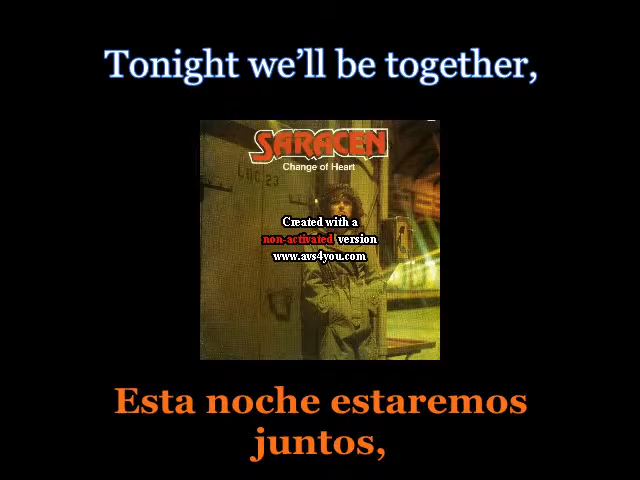 Tonight we’ll be together,
SARACEN
Change of Heart
Created with a
non-activated version
www.avs4you.com
Esta noche estaremos
juntos,